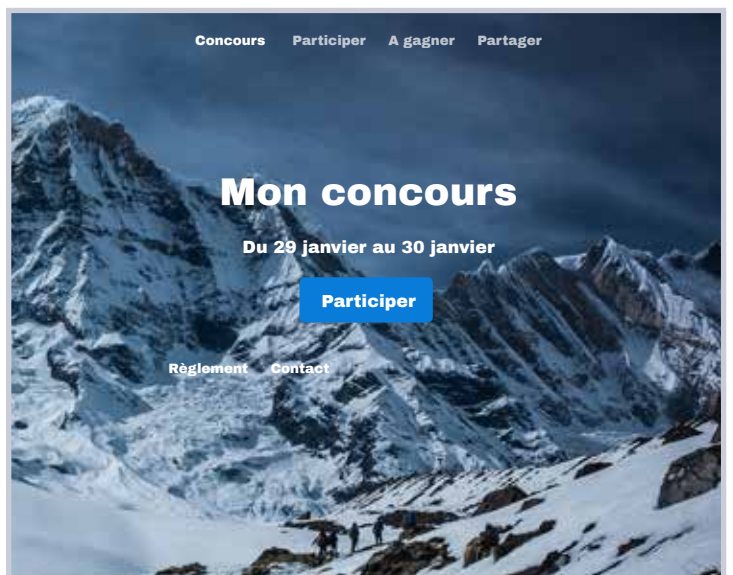 Concours Participer A gagner Partager
Mon concours
Du 29 janvier au 30 janvier
Participer
Règlement Contact